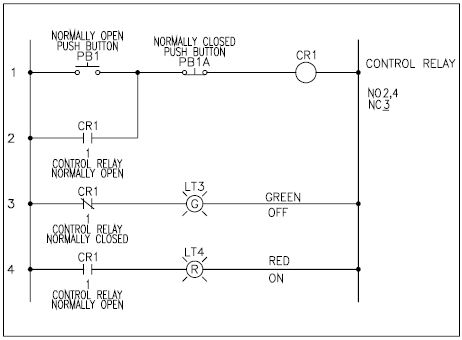 NORMALLY OPEN
PUSH BUTTON
PB1
NORMALLY CLOSED
PUSH BUTTON
PB1A
CR1
1
CONTROL RELAY
NO2,4
NC3
CR1
2
1
CONTROL RELAY
NORMALLY OPEN
CR1
LT3
3
G
GREEN
OFF
1
CONTROL RELAY
NORMALLY CLOSED
CR1
LT4
4
R
RED
ON
1
CONTROL RELAY
NORMALLY OPEN